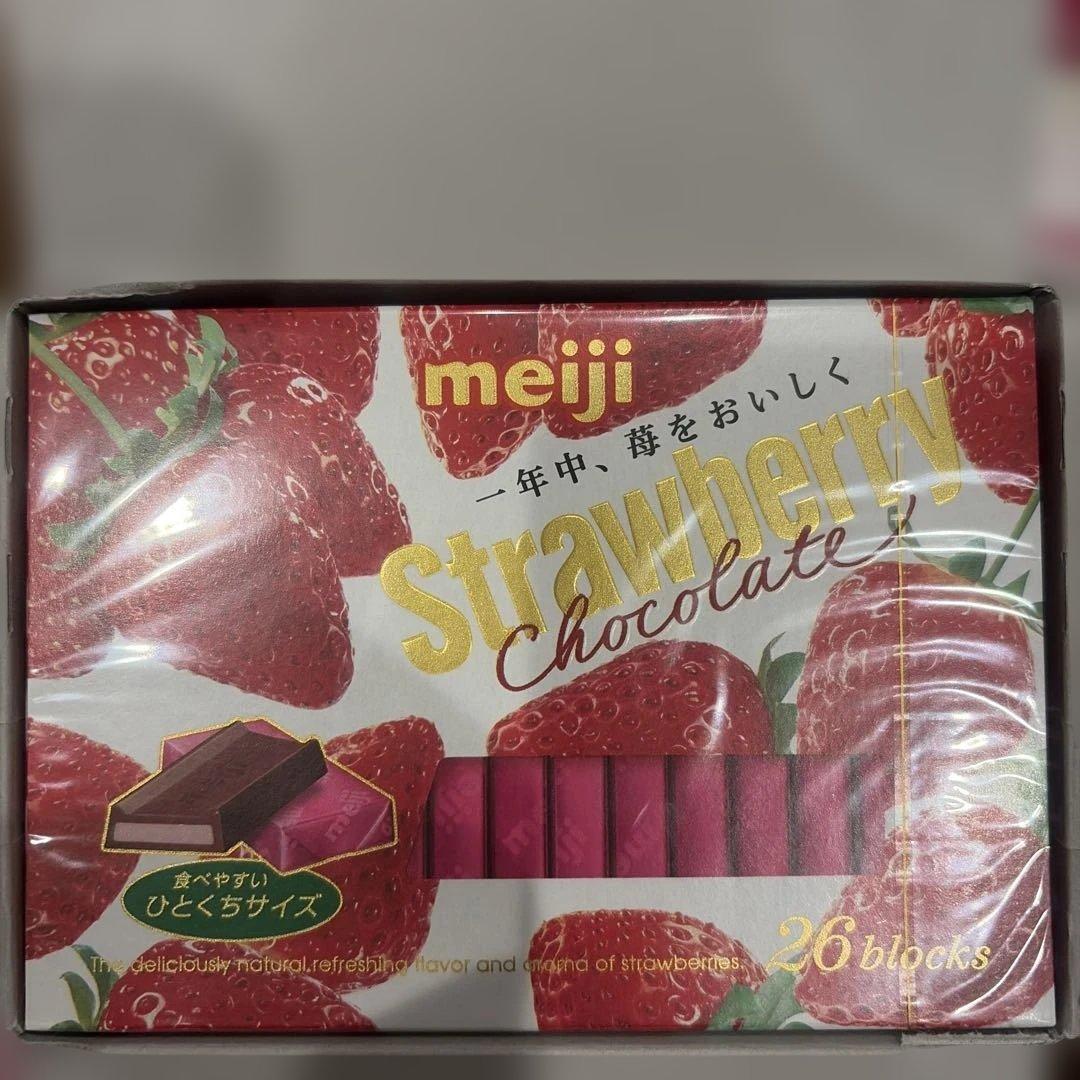 meiji
一年中、苺をおいしく
Strawberry
Chocolate
meiji
食べやすい
ひとくちサイズ
The deliciously natural, refreshing flavor and aroma of strawberries.
26 blocks